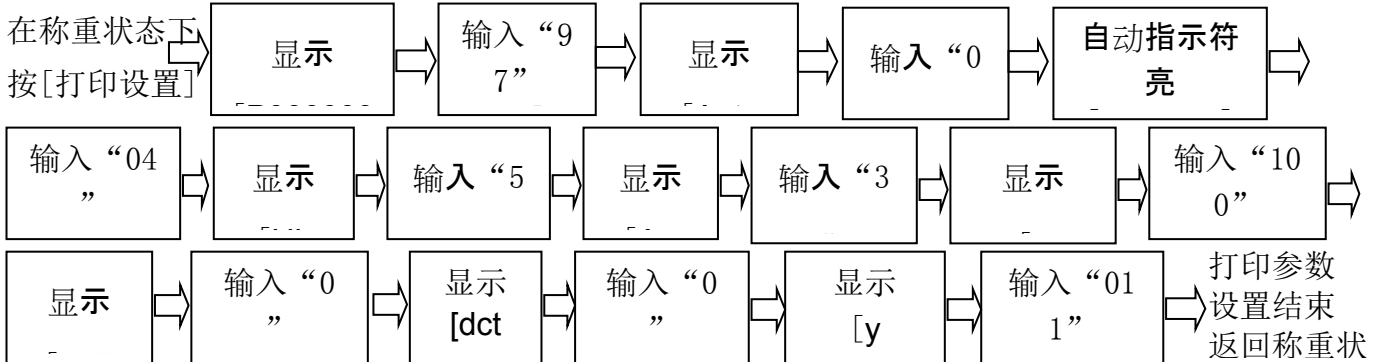 在称重状态下
按[打印设置]
显示
输入“9
7”
显示
输入“0
自动指示符
亮
输入“04
”
显示
输入“5
显示
输入“3
显示
输入“10
0”
显示
输入“0
”
显示
[dct
输入“0
”
显示
[y
输入“01
1”
打印参数
设置结束
返回称重状